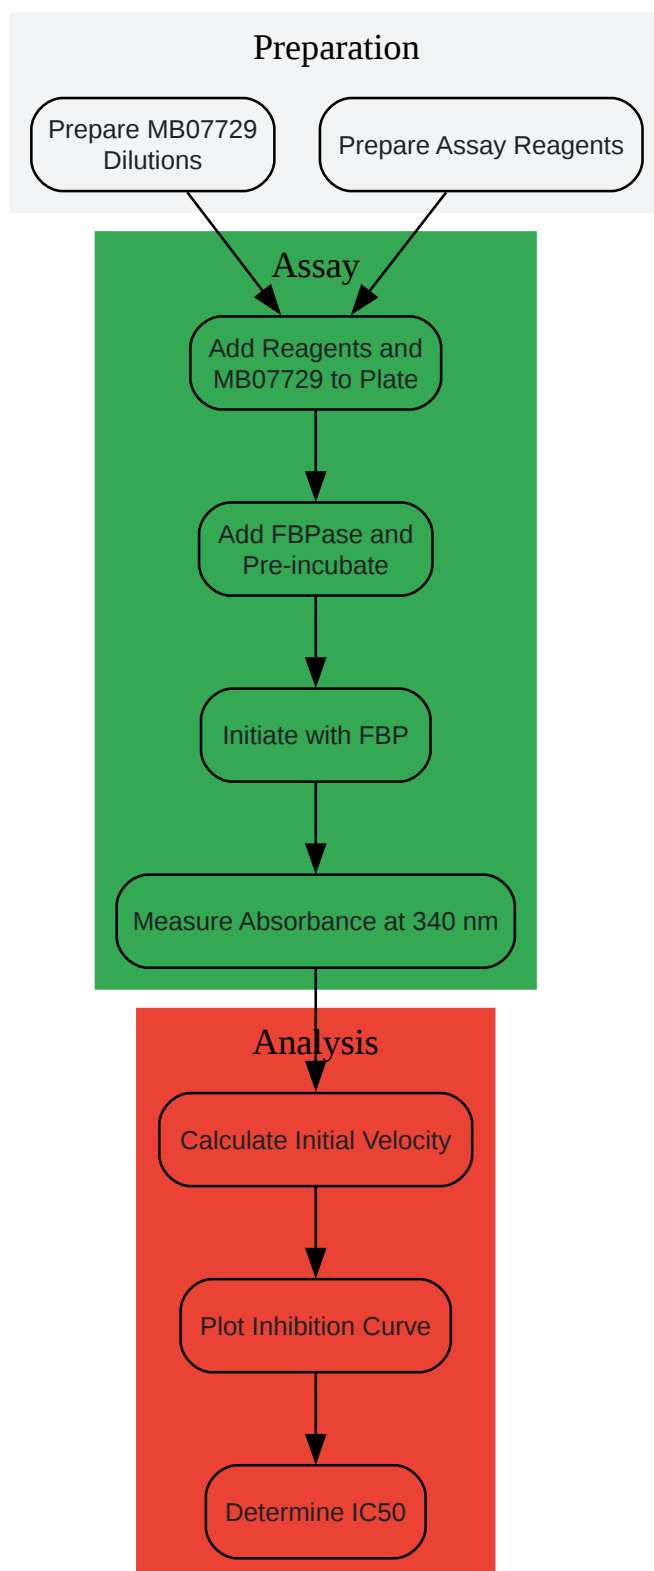 Preparation
Prepare MB07729
Dilutions
Prepare Assay Reagents
Assay
Add Reagents and
MB07729 to Plate
Add FBPase and
Pre-incubate
Initiate with FBP
Measure Absorbance at 340 nm
Analysis
Calculate Initial Velocity
Plot Inhibition Curve
Determine IC50